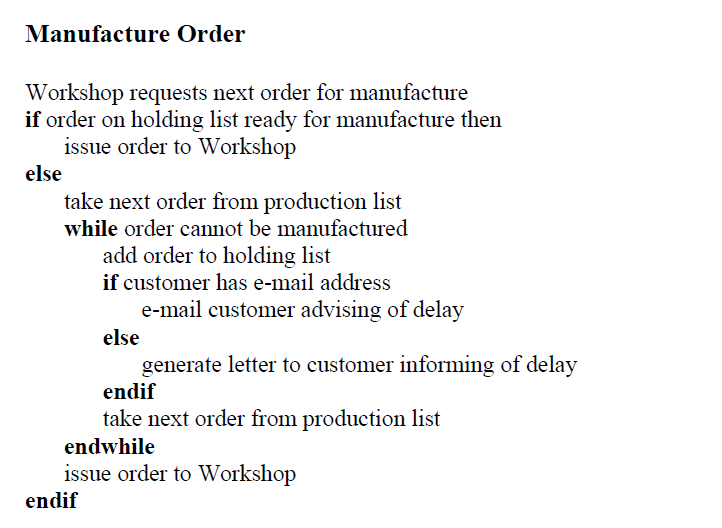 Manufacture Order
Workshop requests next order for manufacture
if order on holding list ready for manufacture then
issue order to Workshop
else
take next order from production list
while order cannot be manufactured
add order to holding list
if customer has e-mail address
e-mail customer advising of delay
else
generate letter to customer informing of delay
endif
take next order from production list
endwhile
issue order to Workshop
endif